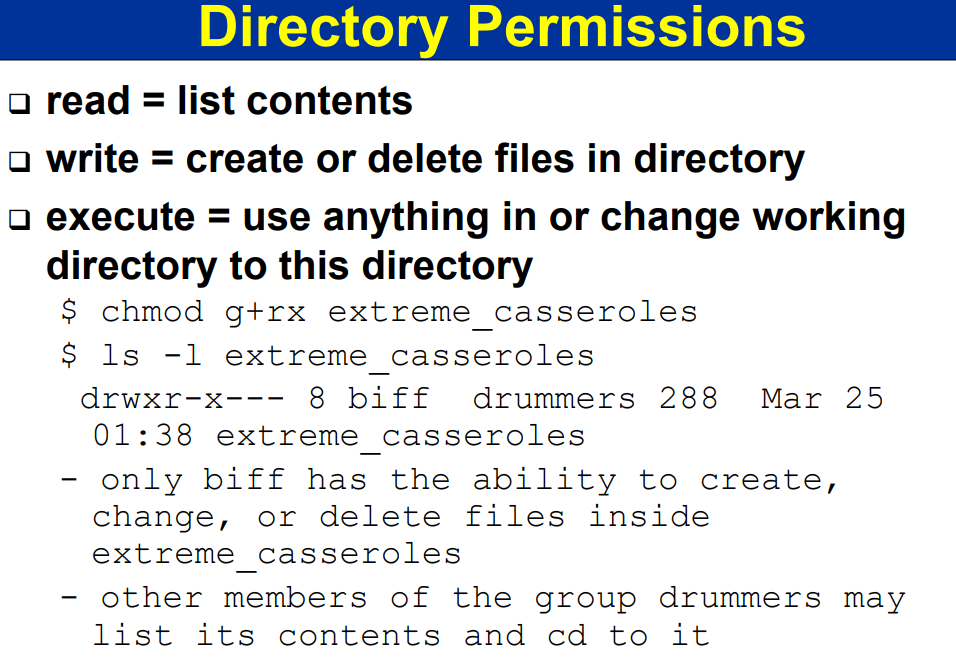 Directory Permissions
read = list contents
write = create or delete files in directory
execute = use anything in or change working
directory to this directory
$ chmod g+rx extreme_casseroles
$ ls -l extreme_casseroles
drwxr-x--- 8 biff  drummers 288  Mar 25
01:38 extreme_casseroles
- only biff has the ability to create,
change, or delete files inside
extreme_casseroles
- other members of the group drummers may
list its contents and cd to it